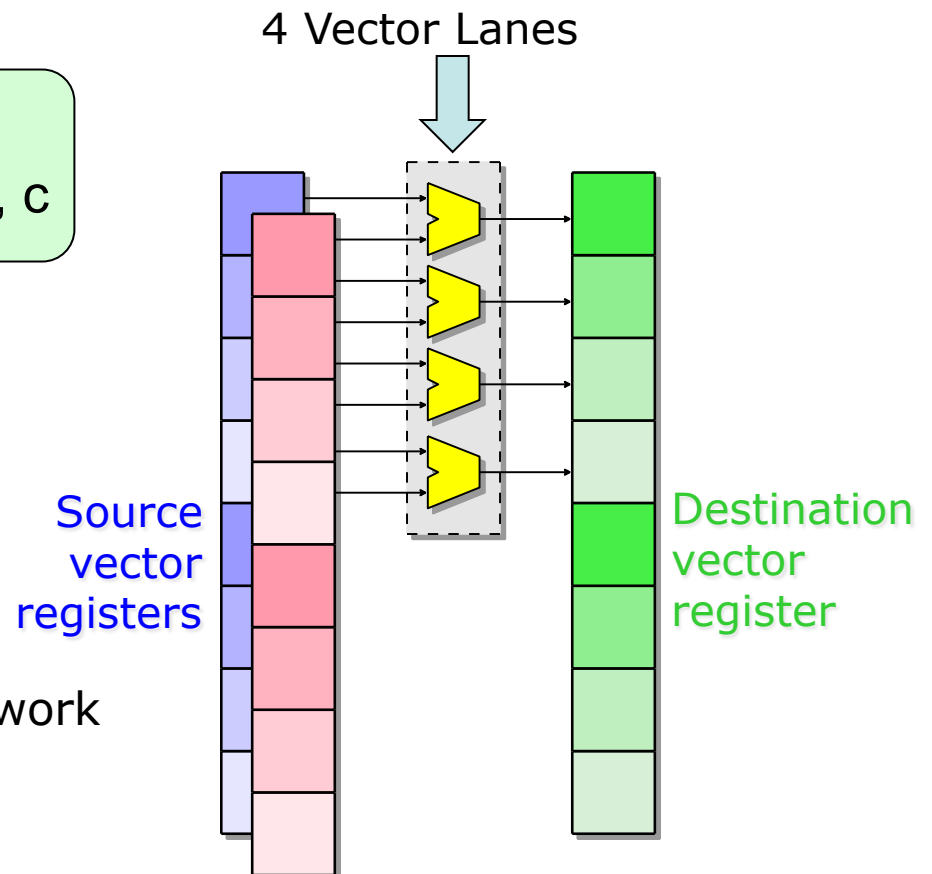 4 Vector Lanes
, c
Source
vector
registers
Destination
vector
register
work